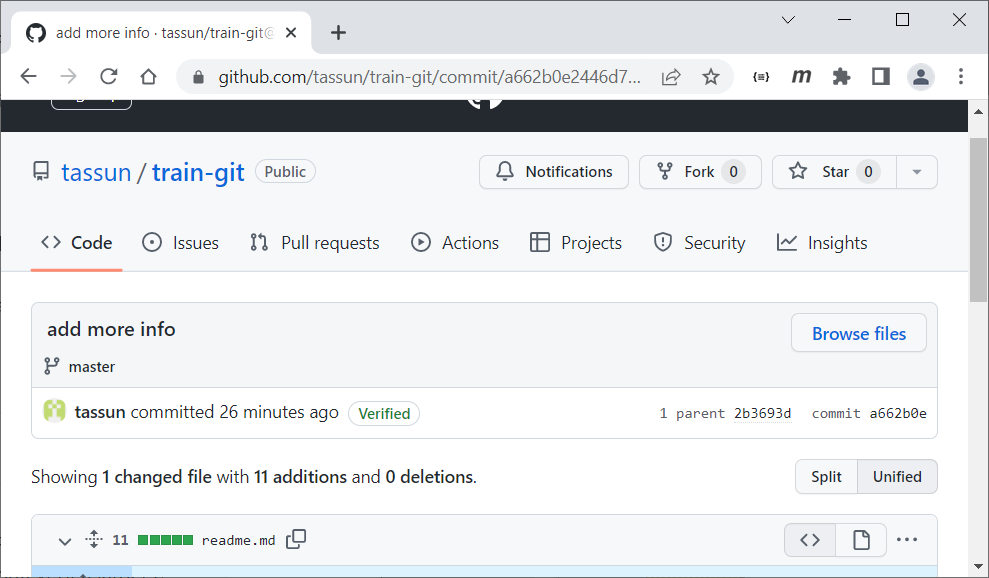 add more info · tassun/train-git@
github.com/tassun/train-git/commit/a662b0e2446d7...
tassun / train-git Public
Notifications
Fork 0
Star 0
Code
Issues
Pull requests
Actions
Projects
Security
Insights
add more info
Browse files
master
tassun committed 26 minutes ago Verified
1 parent 2b3693d commit a662b0e
Showing 1 changed file with 11 additions and 0 deletions.
Split Unified
11 readme.md